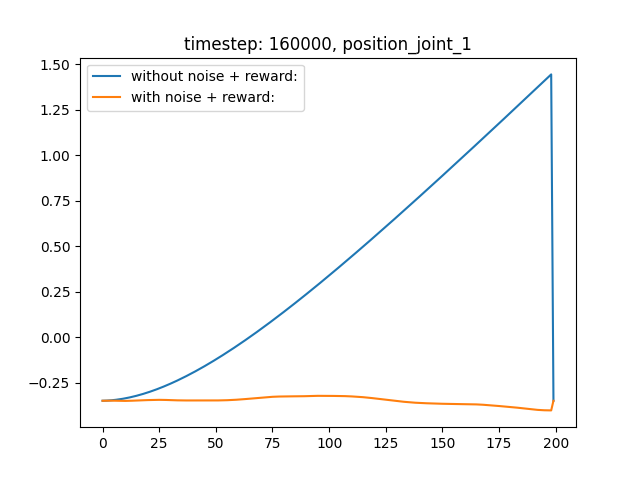 timestep: 160000, position_joint_1
without noise + reward:
with noise + reward:
1.50
1.25
1.00
0.75
0.50
0.25
0.00
−0.25
0 25 50 75 100 125 150 175 200